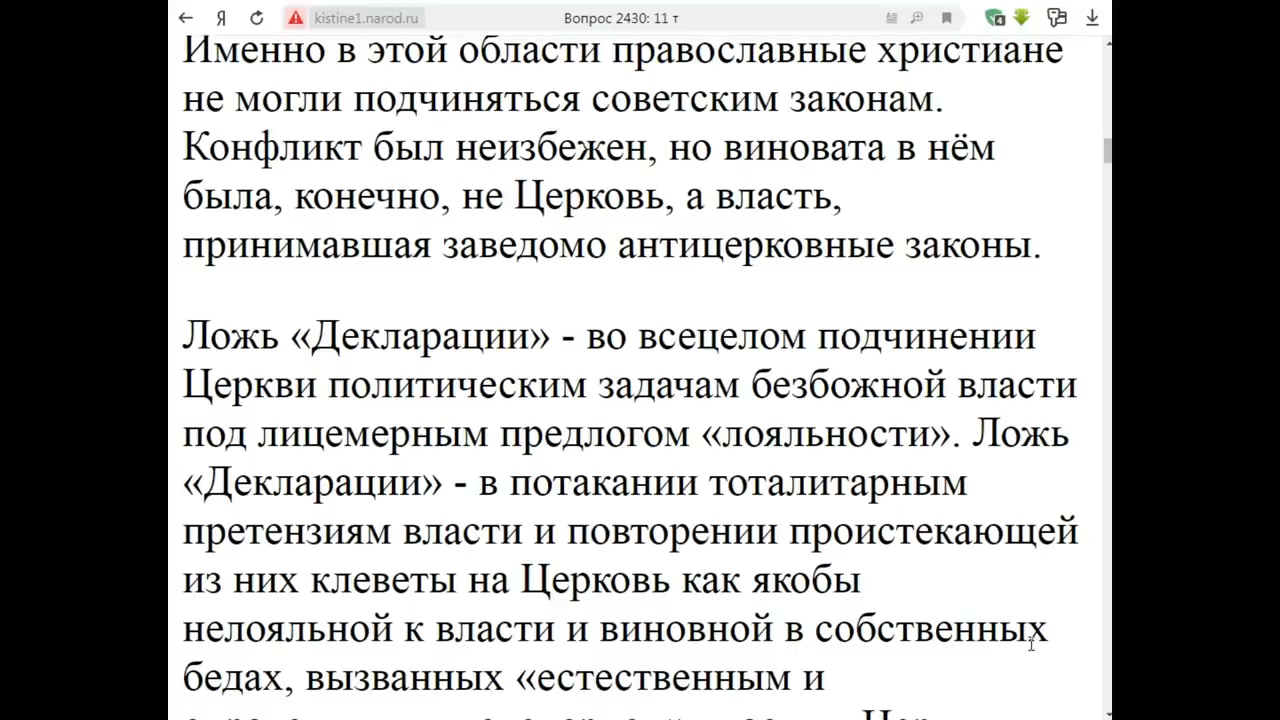 Я
kistine1.narod.ru
Вопрос 2430: 11 т
4
Именно в этой области православные христиане
не могли подчиняться советским законам.
Конфликт был неизбежен, но виновата в нём
была, конечно, не Церковь, а власть,
принимавшая заведомо антицерковные законы.
Ложь «Декларации» - во всецелом подчинении
Церкви политическим задачам безбожной власти
под лицемерным предлогом «лояльности». Ложь
«Декларации» - в потакании тоталитарным
претензиям власти и повторении проистекающей
из них клеветы на Церковь как якобы
нелояльной к власти и виновной в собственных
бедах, вызванных «естественным и